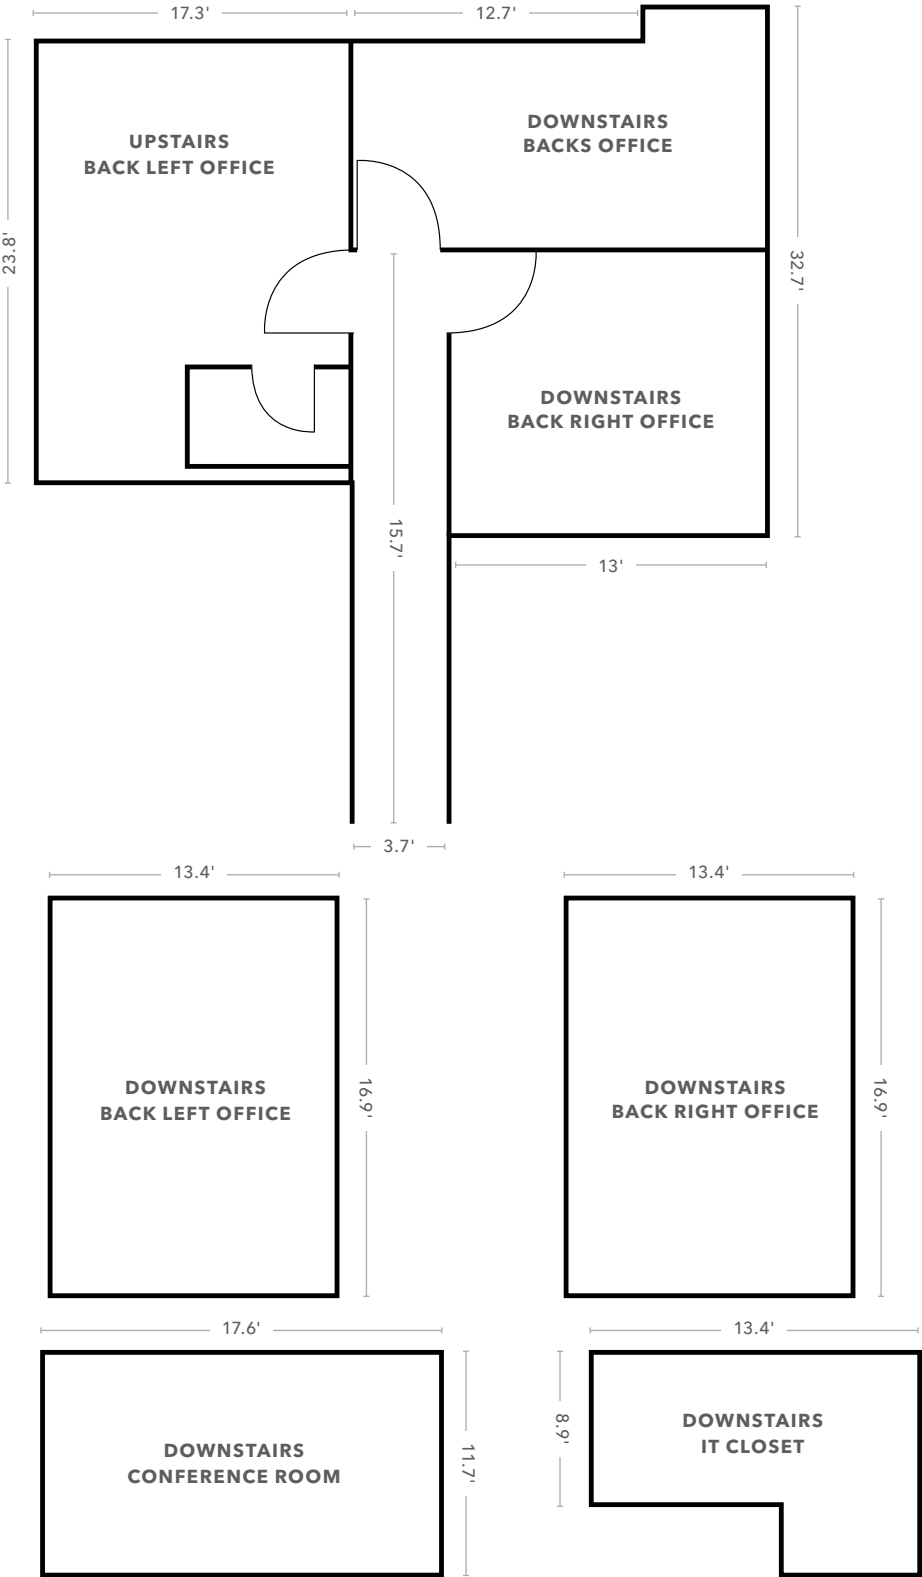 17.3'
12.7'
UPSTAIRS
BACK LEFT OFFICE
DOWNSTAIRS
BACKS OFFICE
23.8'
32.7'
DOWNSTAIRS
BACK RIGHT OFFICE
15.7'
13'
3.7'
13.4'
13.4'
DOWNSTAIRS
BACK LEFT OFFICE
16.9'
DOWNSTAIRS
BACK RIGHT OFFICE
16.9'
17.6'
13.4'
DOWNSTAIRS
CONFERENCE ROOM
11.7'
8.9'
DOWNSTAIRS
IT CLOSET